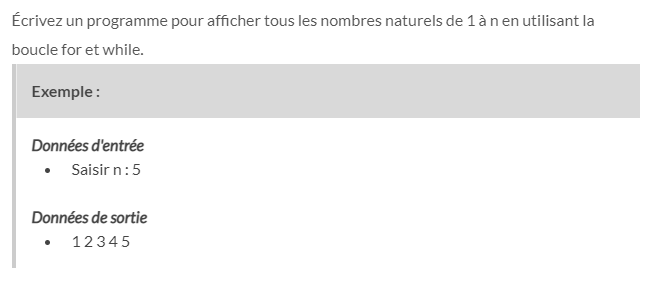 Écrivez un programme pour afficher tous les nombres naturels de 1 à n en utilisant la
boucle for et while.
Exemple :
Données d'entrée
• Saisir n : 5
Données de sortie
• 1 2 3 4 5